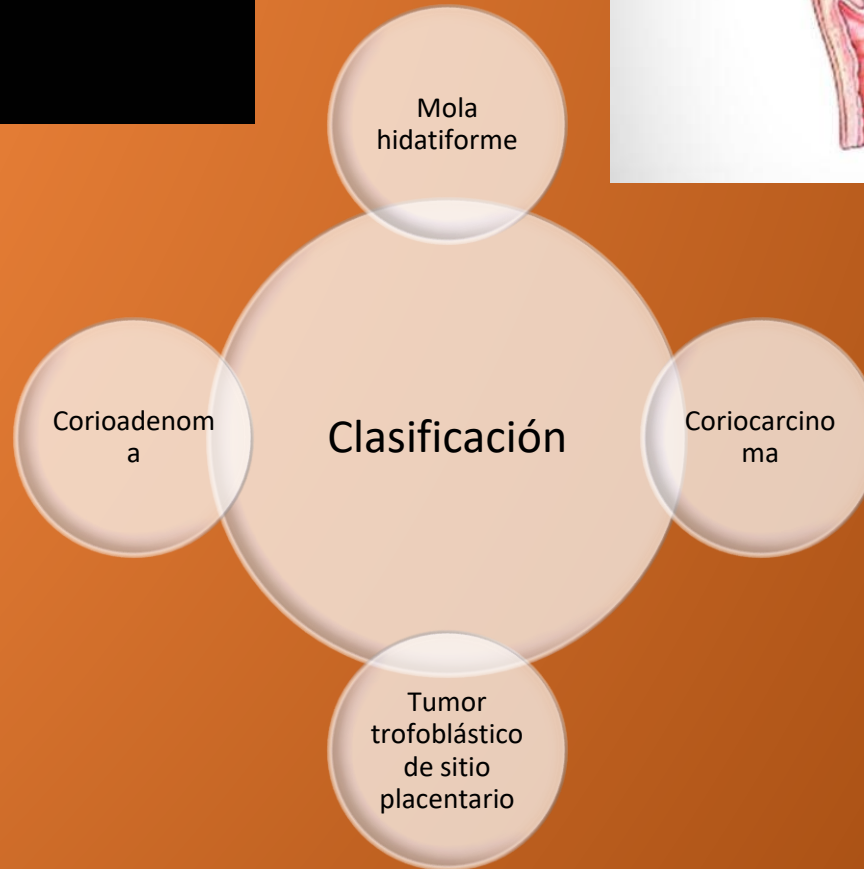 Mola
hidatiforme
Corioadenom
a
Clasificación
Coriocarcino
ma
Tumor
trofoblástico
de sitio
placentario